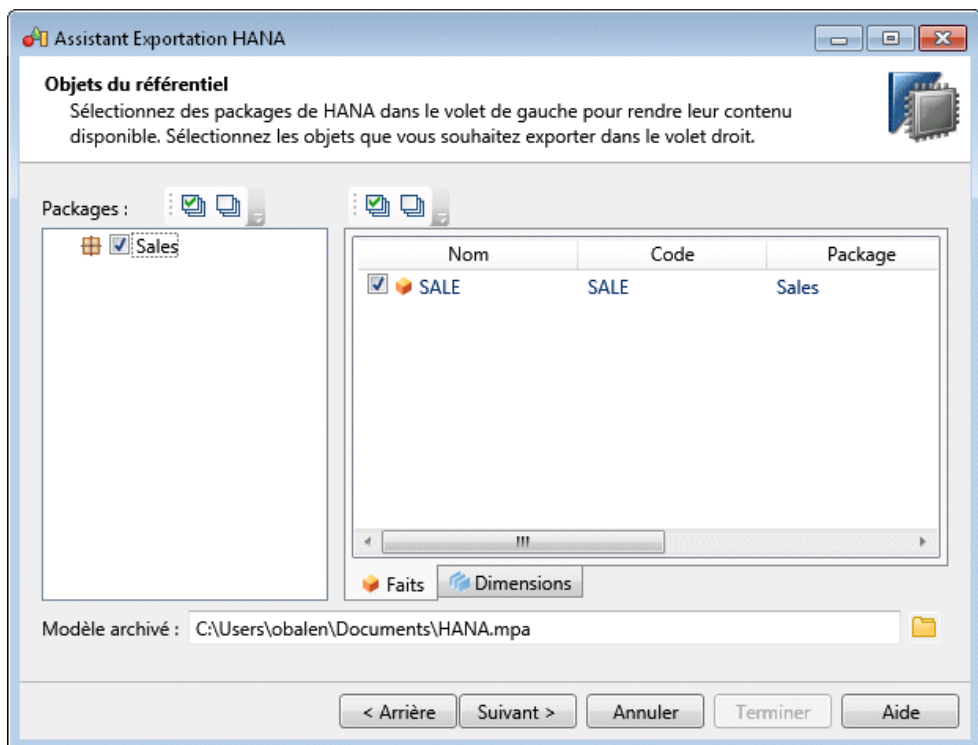 Assistant Exportation HANA
Objets du référentiel
Sélectionnez des packages de HANA dans le volet de gauche pour rendre leur contenu
disponible. Sélectionnez les objets que vous souhaitez exporter dans le volet droit.
Packages :
Sales
Nom Code Package
SALE SALE Sales
Faits Dimensions
Modèle archivé : C:\Users\obalen\Documents\HANA.mpa
< Arrière Suivant > Annuler Terminer Aide